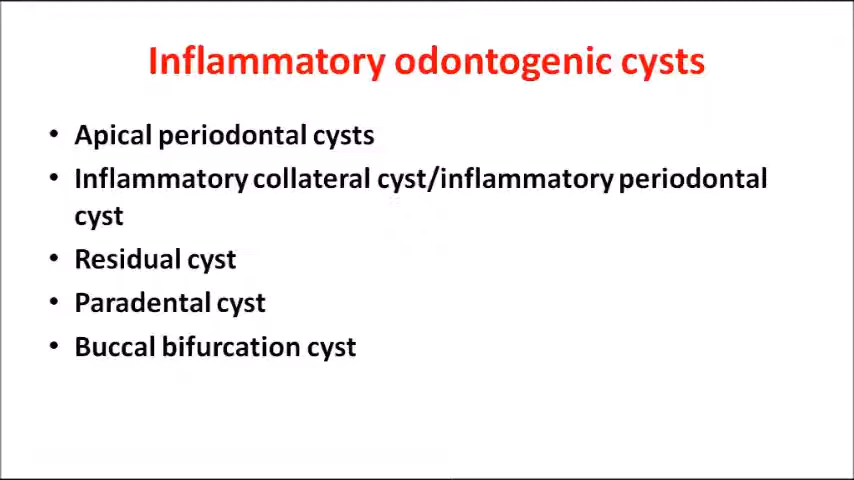 Inflammatory odontogenic cysts
• Apical periodontal cysts
• Inflammatory collateral cyst/inflammatory periodontal
cyst
• Residual cyst
• Paradental cyst
• Buccal bifurcation cyst